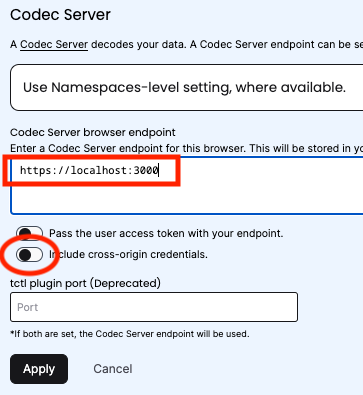 Codec Server
A Codec Server decodes your data. A Codec Server endpoint can be se
Use Namespaces-level setting, where available.
Codec Server browser endpoint
Enter a Codec Server endpoint for this browser. This will be stored in yo
https://localhost:3000
Pass the user access token with your endpoint.
Include cross-origin credentials.
tctl plugin port (Deprecated)
Port
*If both are set, the Codec Server endpoint will be used.
Apply Cancel